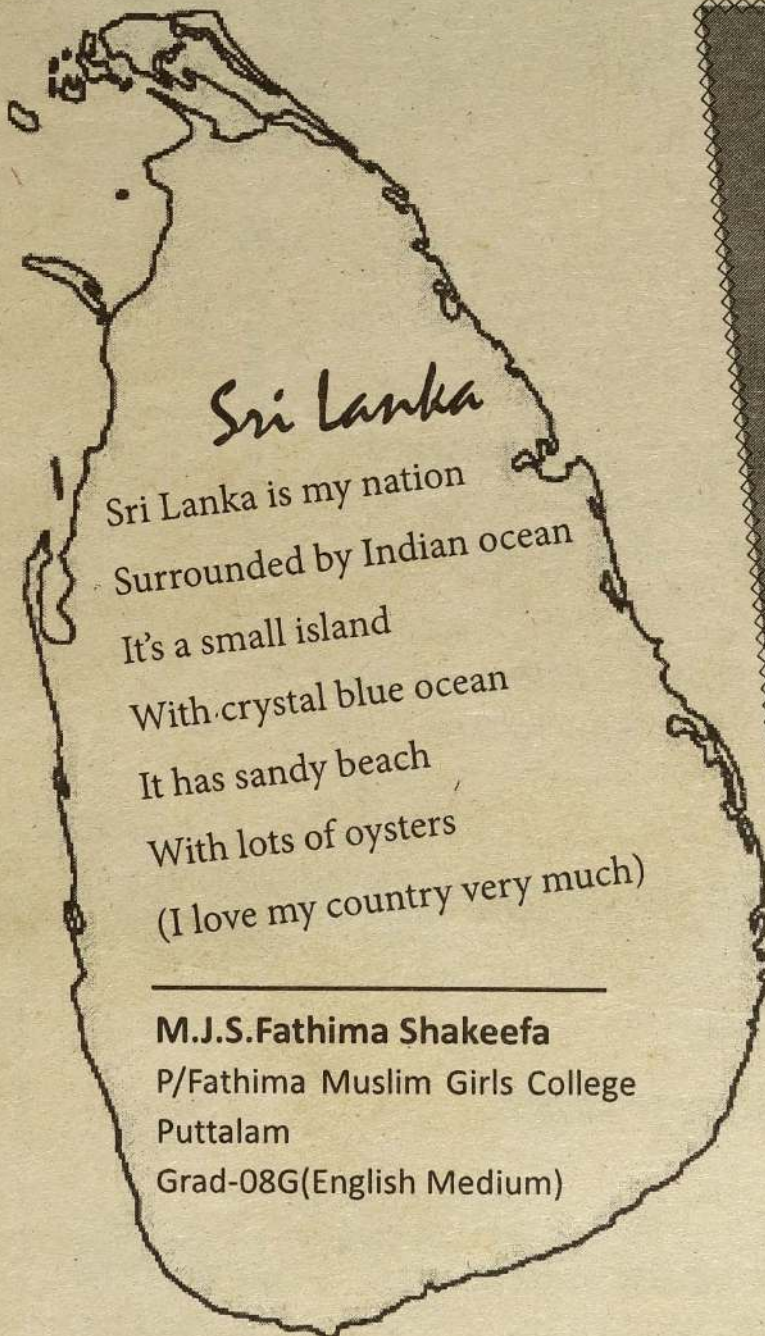 Sri Lanka
Sri Lanka is my nation
Surrounded by Indian ocean
It's a small island
With crystal blue ocean
It has sandy beach
With lots of oysters
(I love my country very much)
M.J.S.Fathima Shakeefa
P/Fathima Muslim Girls College
Puttalam
Grad-08G(English Medium)